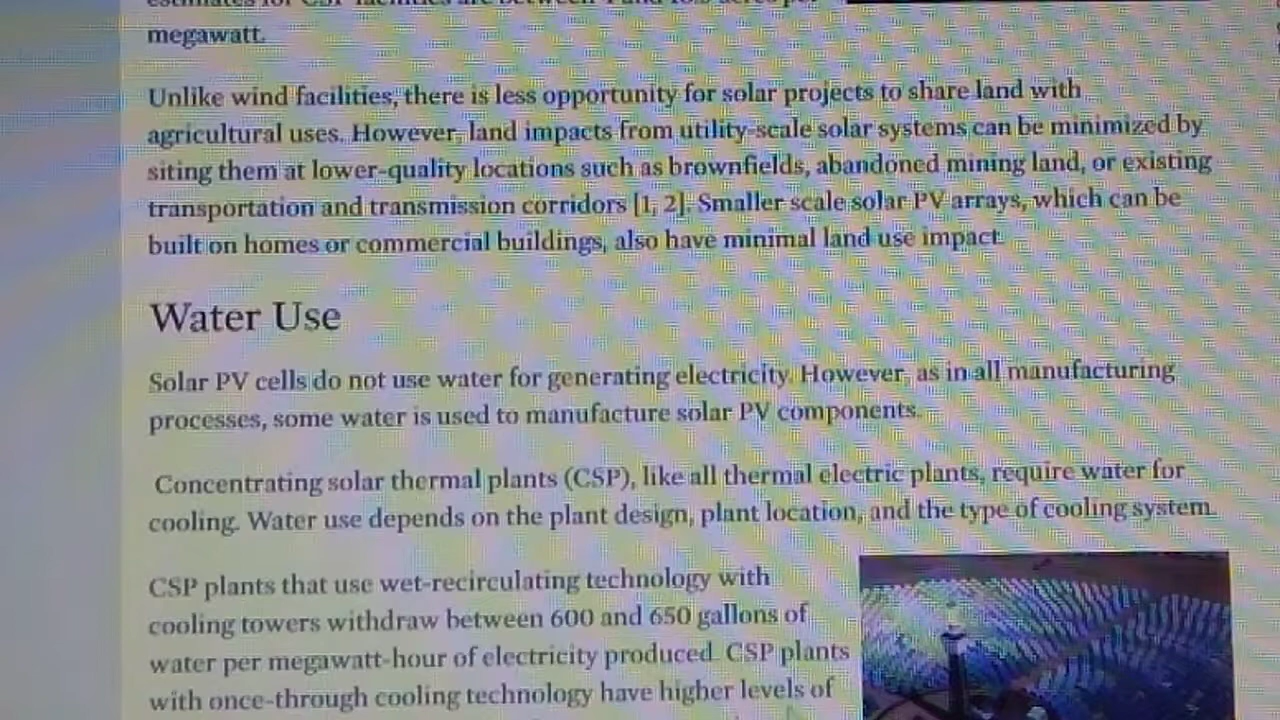 megawatt.
Unlike wind facilities, there is less opportunity for solar projects to share land with
agricultural uses. However, land impacts from utility-scale solar systems can be minimized by
siting them at lower-quality locations such as brownfields, abandoned mining land, or existing
transportation and transmission corridors [1, 2]. Smaller scale solar PV arrays, which can be
built on homes or commercial buildings, also have minimal land use impact.
Water Use
Solar PV cells do not use water for generating electricity. However, as in all manufacturing
processes, some water is used to manufacture solar PV components.
Concentrating solar thermal plants (CSP), like all thermal electric plants, require water for
cooling. Water use depends on the plant design, plant location, and the type of cooling system.
CSP plants that use wet-recirculating technology with
cooling towers withdraw between 600 and 650 gallons of
water per megawatt-hour of electricity produced. CSP plants
with once-through cooling technology have higher levels of